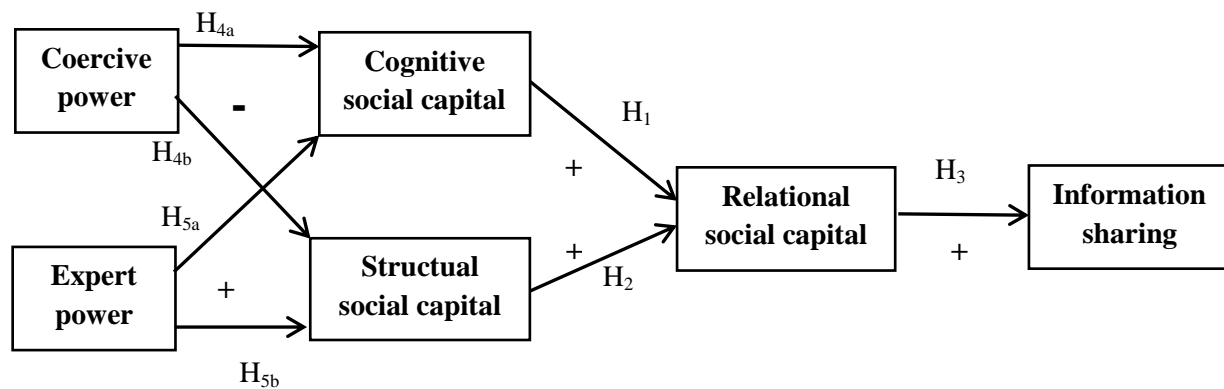 H4a
Coercive
power
Cognitive
social capital
-
H4b
H1
+
H5a
Relational
social capital
H3
+
Information
sharing
Expert
power
+
Structual
social capital
+
H2
H5b